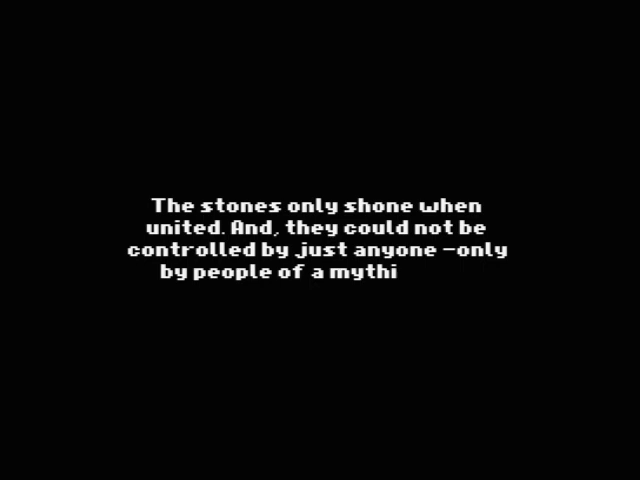 The stones only shone when
united. And, they could not be
controlled by just anyone -only
by people of a mythi